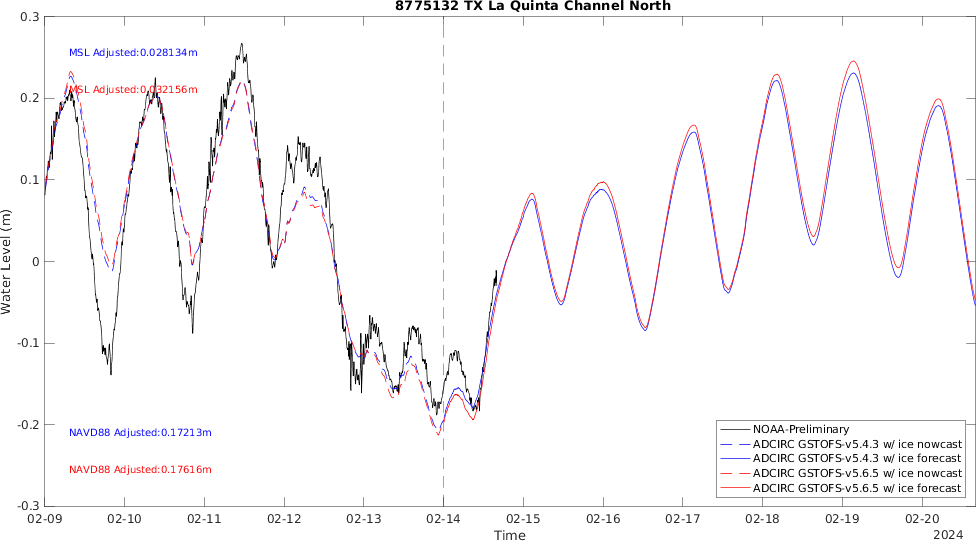 8775132 TX La Quinta Channel North
0.3
MSL Adjusted:0.028134m
0.2
MSL Adjusted:0.032156m
0.1
0
Water Level (m)
-0.1
-0.2
NAVD88 Adjusted:0.17213m
NAVD88 Adjusted:0.17616m
-0.3
NOAA-Preliminary
ADCIRC GSTOFS-v5.4.3 w/ ice nowcast
ADCIRC GSTOFS-v5.4.3 w/ ice forecast
ADCIRC GSTOFS-v5.6.5 w/ ice nowcast
ADCIRC GSTOFS-v5.6.5 w/ ice forecast
02-09 02-10 02-11 02-12 02-13 02-14 02-15 02-16 02-17 02-18 02-19 02-20
Time
2024